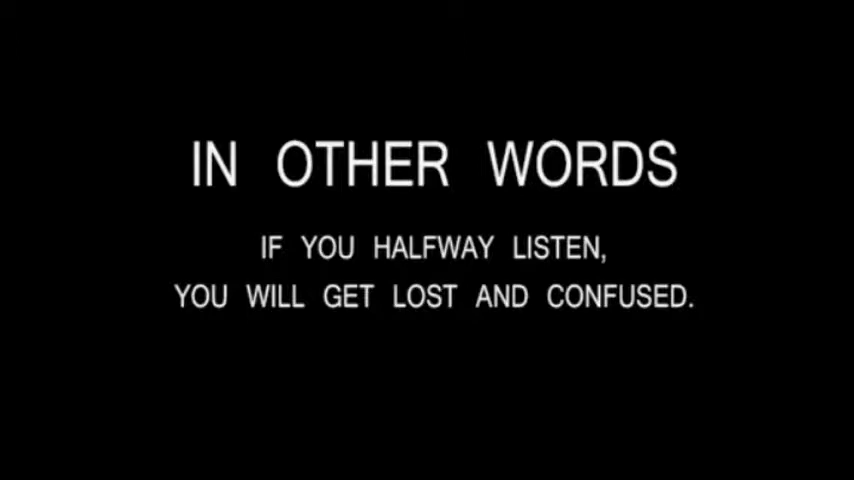 IN OTHER WORDS
IF YOU HALFWAY LISTEN,
YOU WILL GET LOST AND CONFUSED.